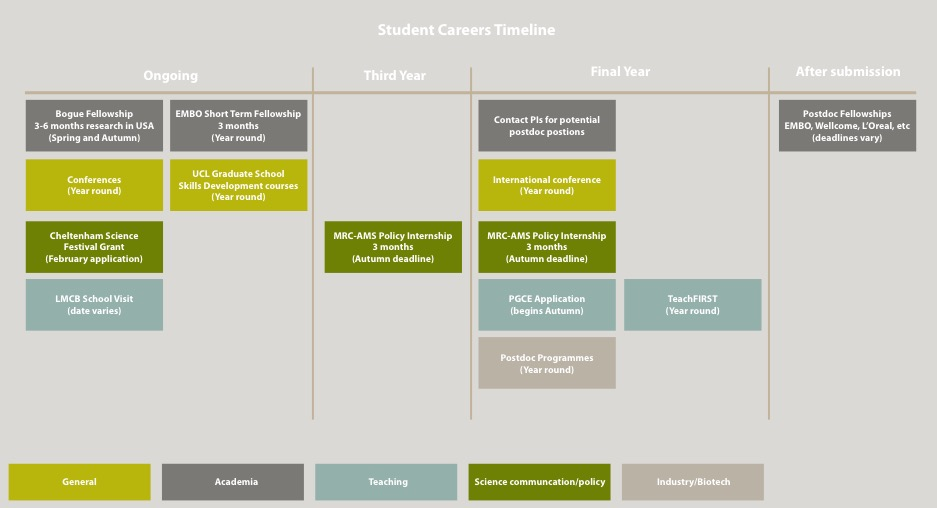 Student Careers Timeline
Ongoing
Third Year
Final Year
After submission
Bogue Fellowship
3-6 months research in USA
(Spring and Autumn)
EMBO Short Term Fellowship
3 months
(Year round)
Contact PIs for potential
postdoc postions
Postdoc Fellowships
EMBO, Wellcome, L'Oreal, etc
(deadlines vary)
Conferences
(Year round)
UCL Graduate School
Skills Development courses
(Year round)
International conference
(Year round)
Cheltenham Science
Festival Grant
(February application)
MRC-AMS Policy Internship
3 months
(Autumn deadline)
MRC-AMS Policy Internship
3 months
(Autumn deadline)
LMCB School Visit
(date varies)
PGCE Application
(begins Autumn)
TeachFIRST
(Year round)
Postdoc Programmes
(Year round)
General
Academia
Teaching
Science communcation/policy
Industry/Biotech